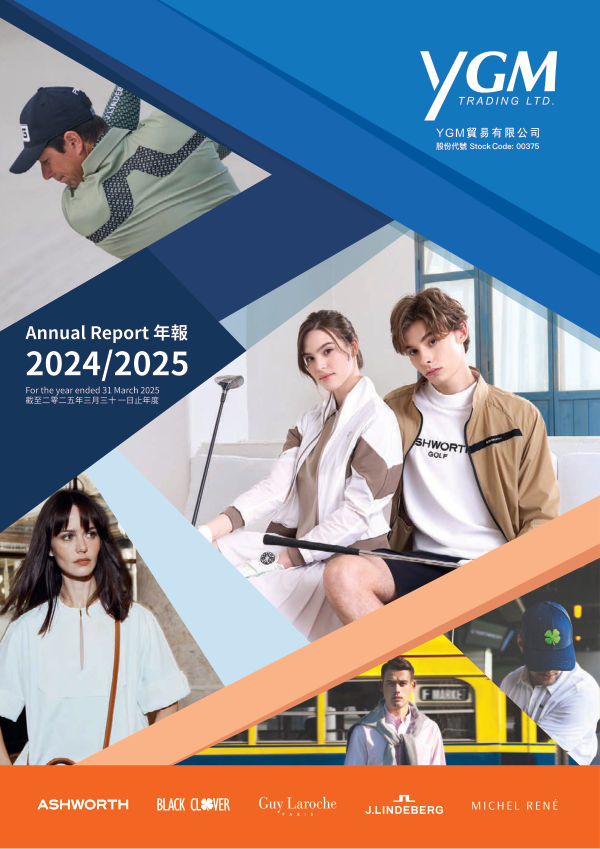 YGM
TRADING LTD.
YGM貿易有限公司
股份代號 Stock Code: 00375
J.LINDEBERG
Annual Report 年報
2024/2025
For the year ended 31 March 2025
截至二零二五年三月三十一日止年度
ASHWORTH
GOLF
F MARKET
ASHWORTH
BLACK CLOVER
Guy Laroche
PARIS
J.LINDEBERG
MICHEL RENÉ